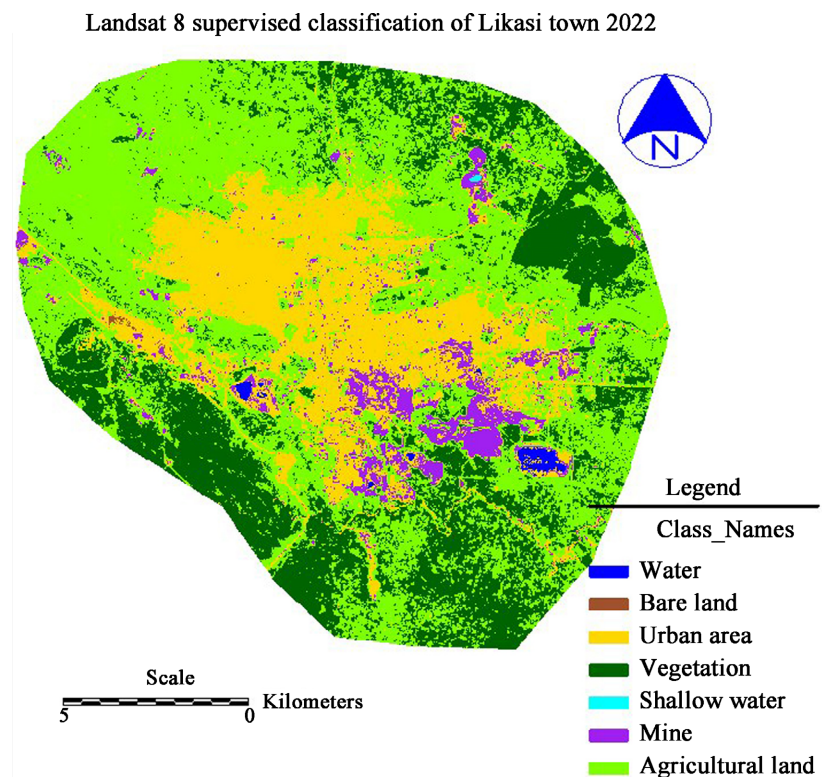 Landsat 8 supervised classification of Likasi town 2022
N
Legend
Class_Names
Water
Bare land
Urban area
Vegetation
Shallow water
Mine
Agricultural land
Scale
5 0 Kilometers